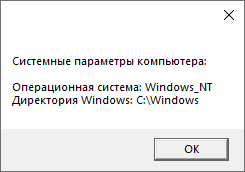 Системные параметры компьютера:
Операционная система: Windows_NT
Директория Windows: C:\Windows
OK